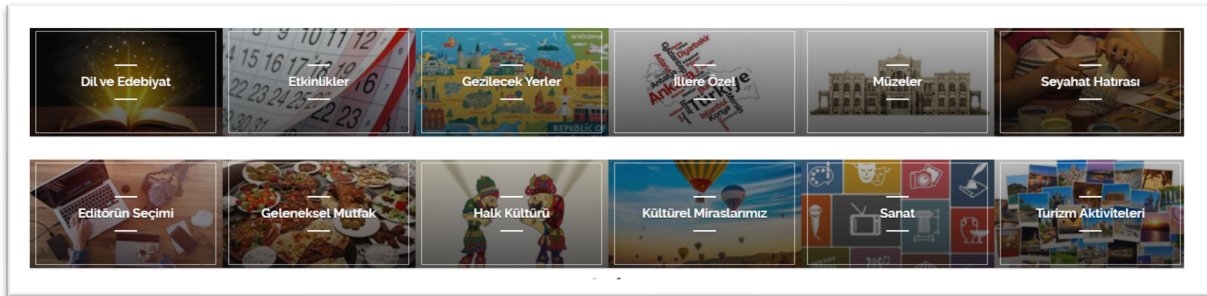 Dil ve Edebiyat
Etkinlikler
Gezilecek Yerler
İllere Özel
Müzeler
Seyahat Hatırası
Editörün Seçimi
Geleneksel Mutfak
Halk Kültürü
Kültürel Miraslarımız
Sanat
Turizm Aktiviteleri